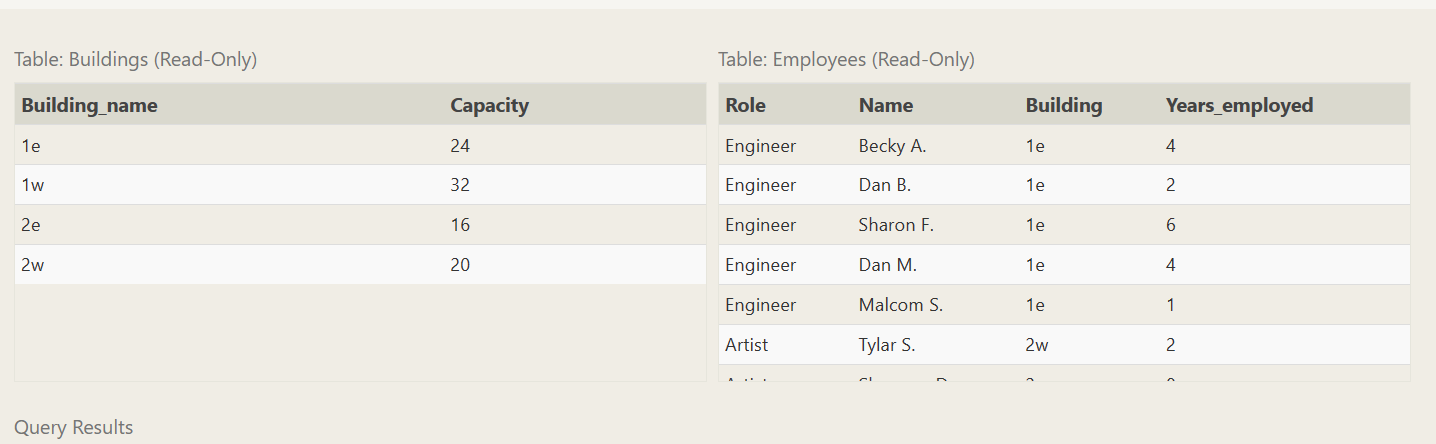 Table: Buildings (Read-Only)
Building_name Capacity
1e 24
1w 32
2e 16
2w 20
Table: Employees (Read-Only)
Role Name Building Years_employed
Engineer Becky A. 1e 4
Engineer Dan B. 1e 2
Engineer Sharon F. 1e 6
Engineer Dan M. 1e 4
Engineer Malcom S. 1e 1
Artist Tylar S. 2w 2
Query Results